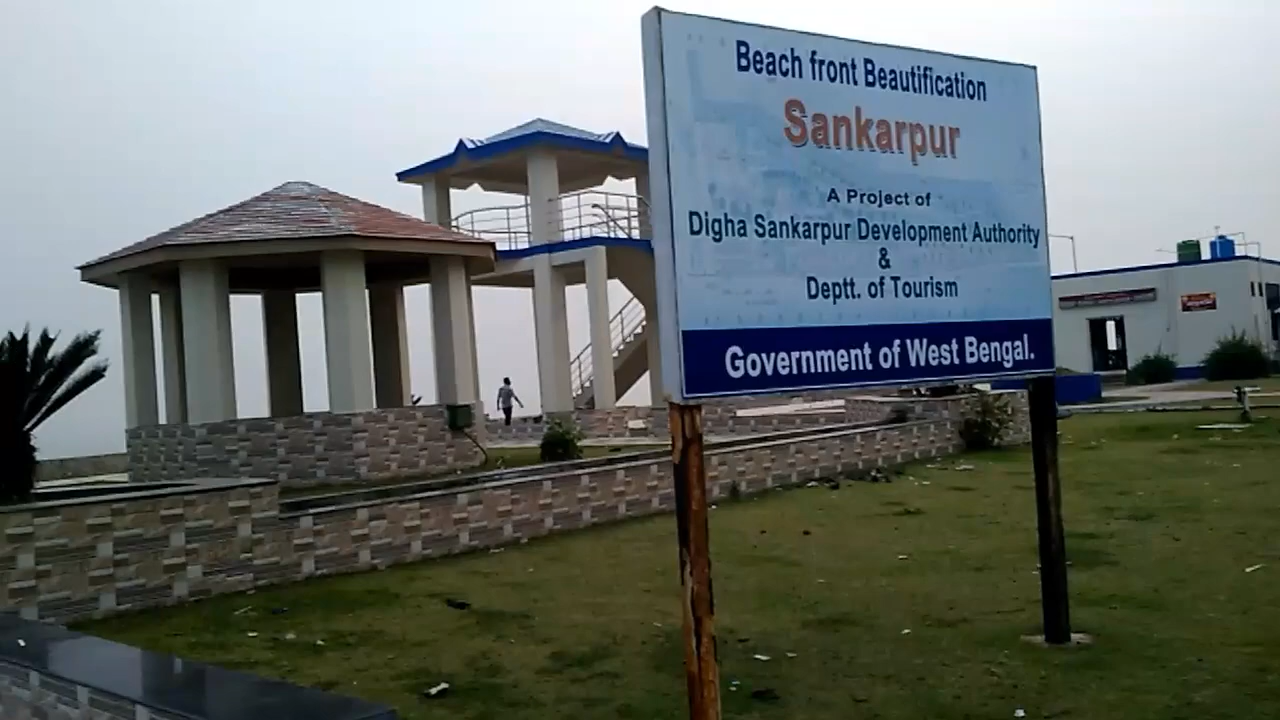 Beach front Beautification
Sankarpur
A Project of
Digha Sankarpur Development Authority
&
Deptt. of Tourism
Government of West Bengal.